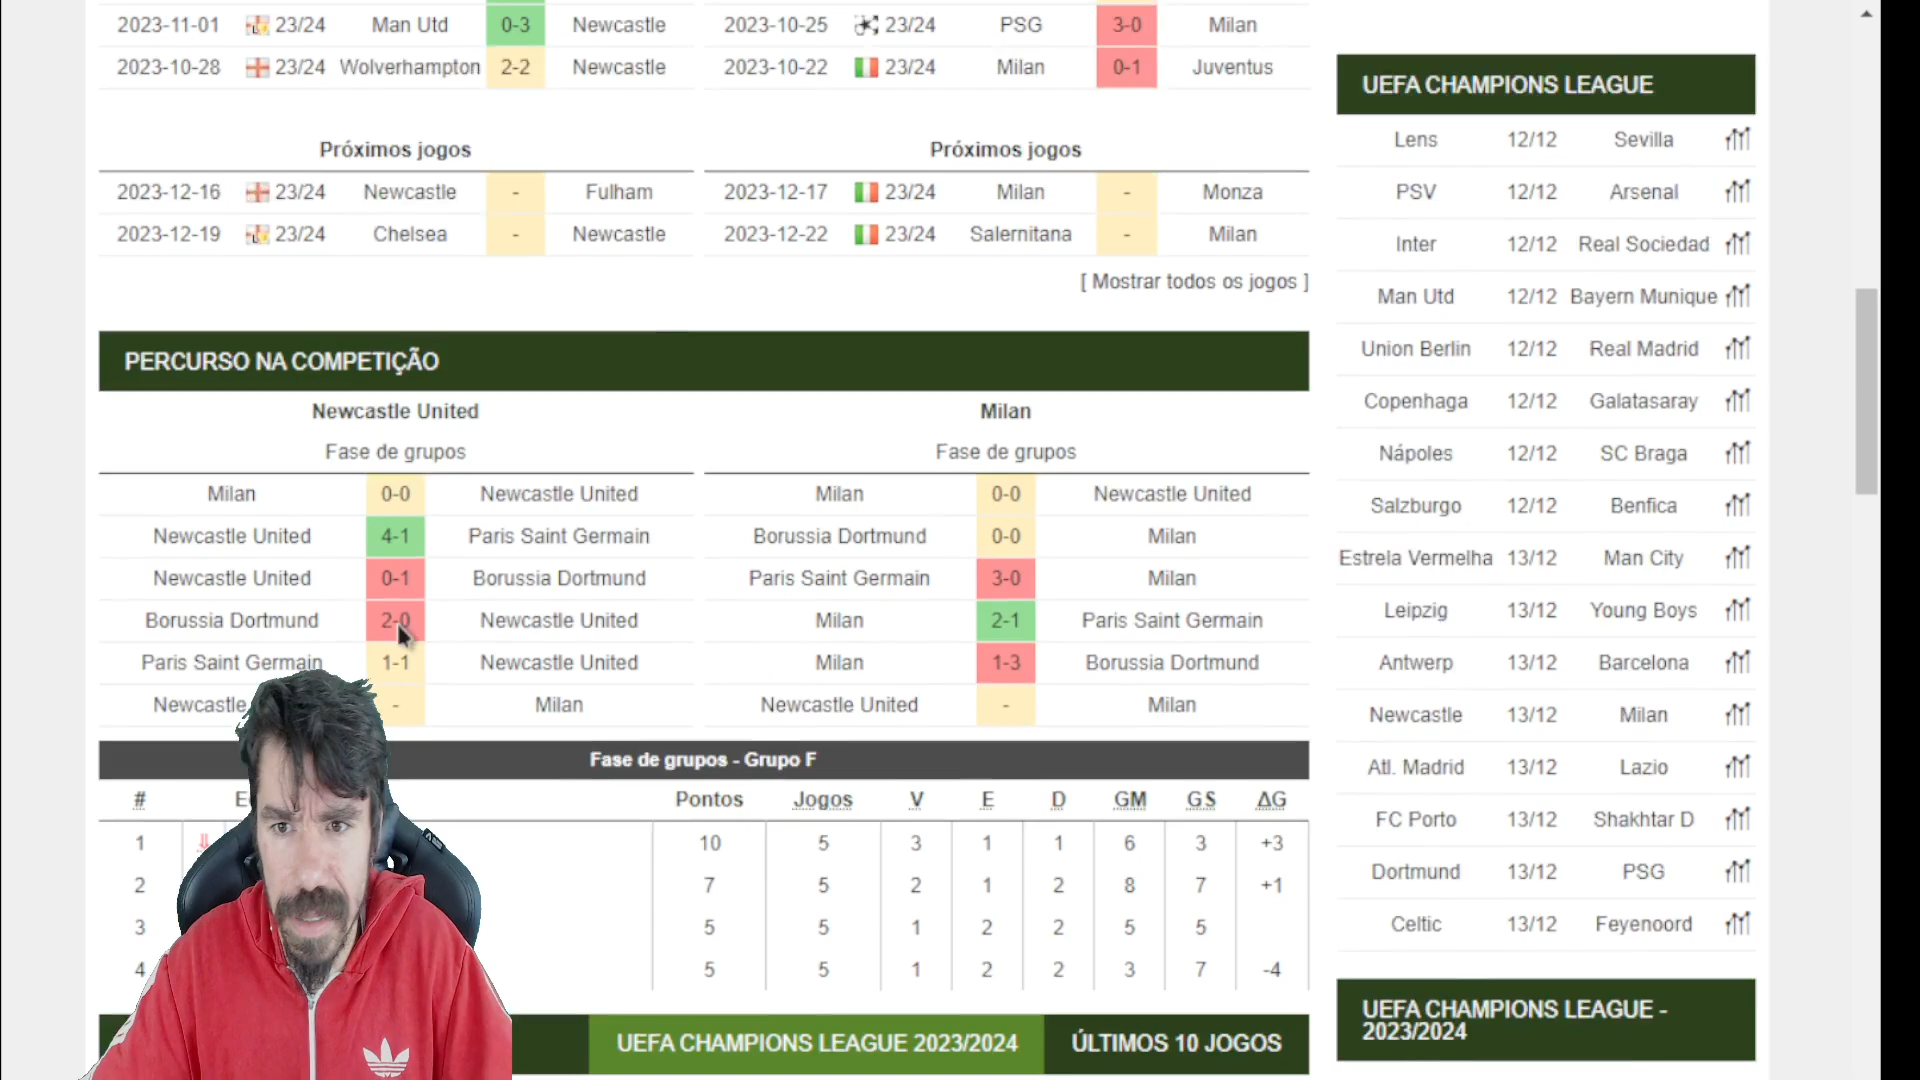 2023-11-01 23/24 Man Utd 0-3 Newcastle
2023-10-28 23/24 Wolverhampton 2-2 Newcastle
2023-10-25 23/24 PSG 3-0 Milan
2023-10-22 23/24 Milan 0-1 Juventus
Próximos jogos
2023-12-16 23/24 Newcastle - Fulham
2023-12-19 23/24 Chelsea - Newcastle
Próximos jogos
2023-12-17 23/24 Milan - Monza
2023-12-22 23/24 Salernitana - Milan
[ Mostrar todos os jogos ]
PERCURSO NA COMPETIÇÃO
Newcastle United
Fase de grupos
Milan 0-0 Newcastle United
Newcastle United 4-1 Paris Saint Germain
Newcastle United 0-1 Borussia Dortmund
Borussia Dortmund 2-0 Newcastle United
Paris Saint Germain 1-1 Newcastle United
Newcastle - Milan
Milan
Fase de grupos
Milan 0-0 Newcastle United
Borussia Dortmund 0-0 Milan
Paris Saint Germain 3-0 Milan
Milan 2-1 Paris Saint Germain
Milan 1-3 Borussia Dortmund
Newcastle United - Milan
Fase de grupos - Grupo F
# Pontos Jogos V E D GM GS ΔG
1 10 5 3 1 1 6 3 +3
2 7 5 2 1 2 8 7 +1
3 5 5 1 2 2 5 5
4 5 5 1 2 2 3 7 -4
UEFA CHAMPIONS LEAGUE 2023/2024 ÚLTIMOS 10 JOGOS
UEFA CHAMPIONS LEAGUE
Lens 12/12 Sevilla
PSV 12/12 Arsenal
Inter 12/12 Real Sociedad
Man Utd 12/12 Bayern Munique
Union Berlin 12/12 Real Madrid
Copenhaga 12/12 Galatasaray
Nápoles 12/12 SC Braga
Salzburgo 12/12 Benfica
Estrela Vermelha 13/12 Man City
Leipzig 13/12 Young Boys
Antwerp 13/12 Barcelona
Newcastle 13/12 Milan
Atl. Madrid 13/12 Lazio
FC Porto 13/12 Shakhtar D
Dortmund 13/12 PSG
Celtic 13/12 Feyenoord
UEFA CHAMPIONS LEAGUE -
2023/2024